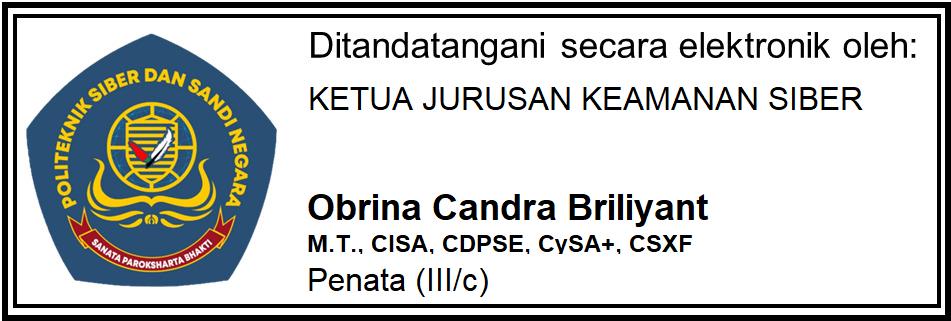 POLITEKNIK SIBER DAN SANDI NEGARA
SANATA PAROKSHARTA BHAKTI
Ditandatangani secara elektronik oleh:
KETUA JURUSAN KEAMANAN SIBER
Obrina Candra Briliyant
M.T., CISA, CDPSE, CySA+, CSXF
Penata (III/c)